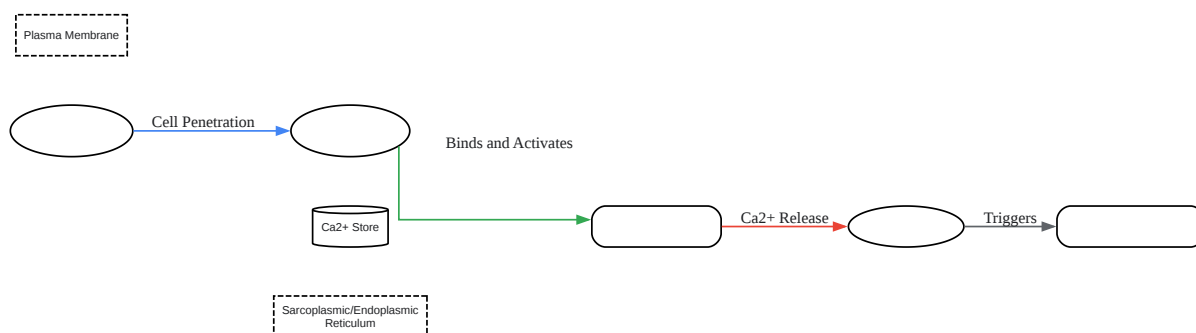 Plasma Membrane
Cell Penetration
Binds and Activates
Ca2+ Store
Ca2+ Release
Triggers
Sarcoplasmic/Endoplasmic
Reticulum